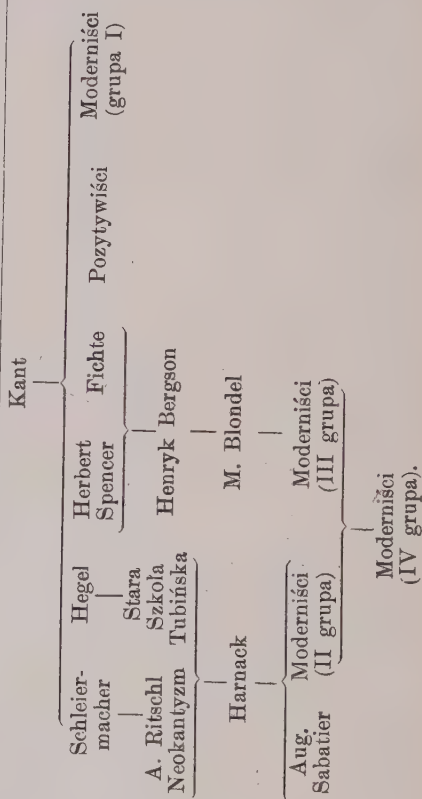 Kant
Schleier-
macher
Hegel
Herbert
Spencer
Fichte
Pozytywiści
Moderniści
(grupa I)
A. Ritschl
Neokantyzm
Stara
Szkoła
Tubińska
Henryk Bergson
Harnack
M. Blondel
Aug.
Sabatier
Moderniści
(II grupa)
Moderniści
(III grupa)
Moderniści
(IV grupa).